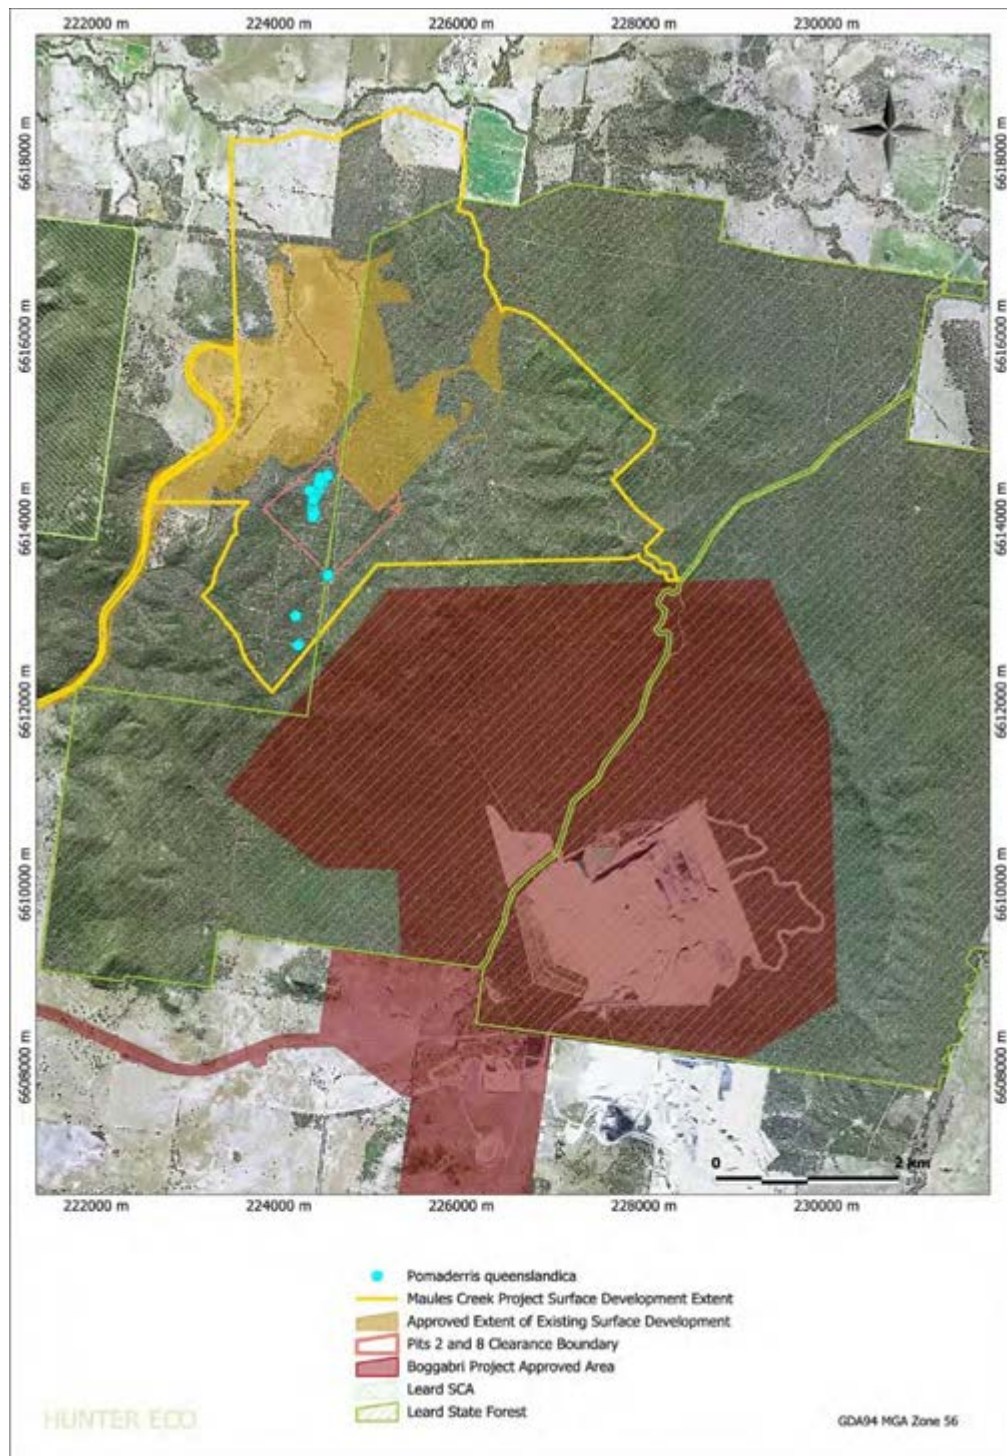 222000 m 224000 m 226000 m 228000 m 230000 m
N
W E
S
6618000 m 6618000 m
6616000 m 6616000 m
6614000 m 6614000 m
6612000 m 6612000 m
6610000 m 6610000 m
6608000 m 6608000 m
0 2 km
222000 m 224000 m 226000 m 228000 m 230000 m
Pomaderris queenslandica
Maules Creek Project Surface Development Extent
Approved Extent of Existing Surface Development
Pits 2 and 8 Clearance Boundary
Boggabri Project Approved Area
Leard SCA
Leard State Forest
HUNTER ECO GDA94 MGA Zone 56